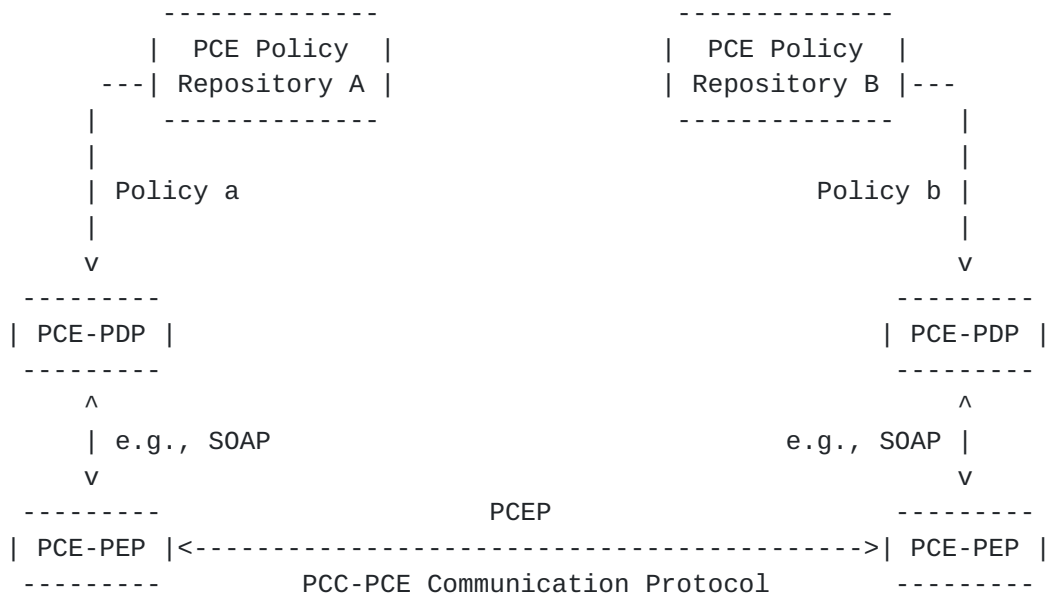 PCE Policy PCE Policy
Repository A Repository B
Policy a Policy b
PCE-PDP PCE-PDP
e.g., SOAP e.g., SOAP
PCEP
PCE-PEP PCE-PEP
PCC-PCE Communication Protocol